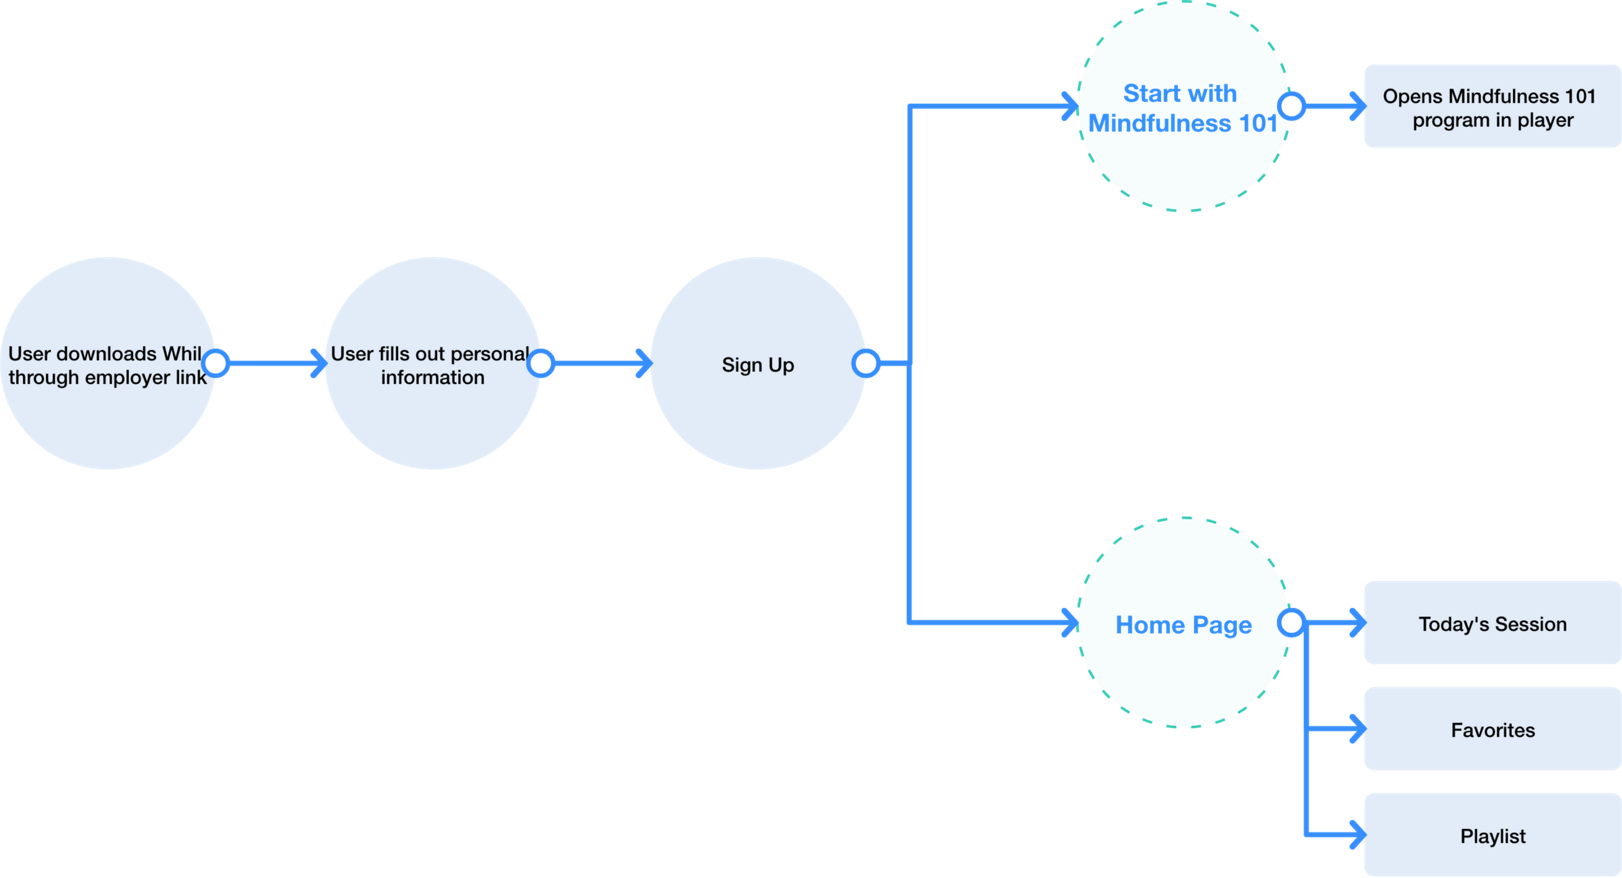 User downloads Whil
through employer link
User fills out personal
information
Sign Up
Start with
Mindfulness 101
Opens Mindfulness 101
program in player
Home Page
Today's Session
Favorites
Playlist